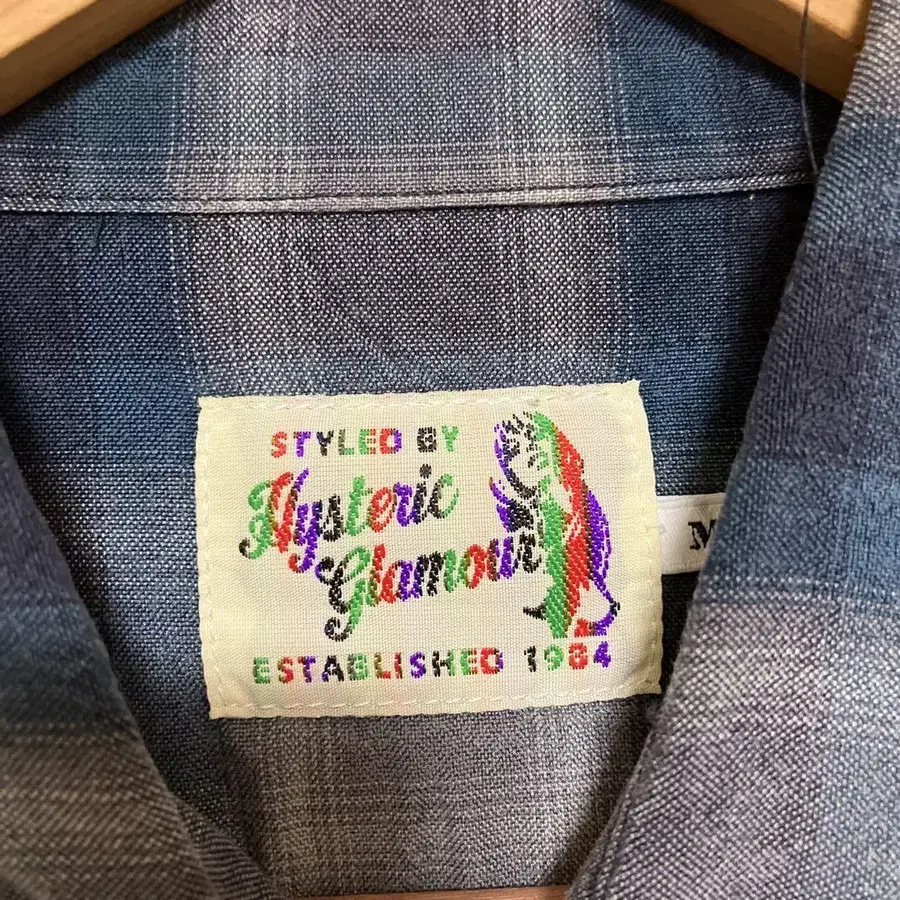 STYLED BY
Hysteric
Glamour
ESTABLISHED 1984
M